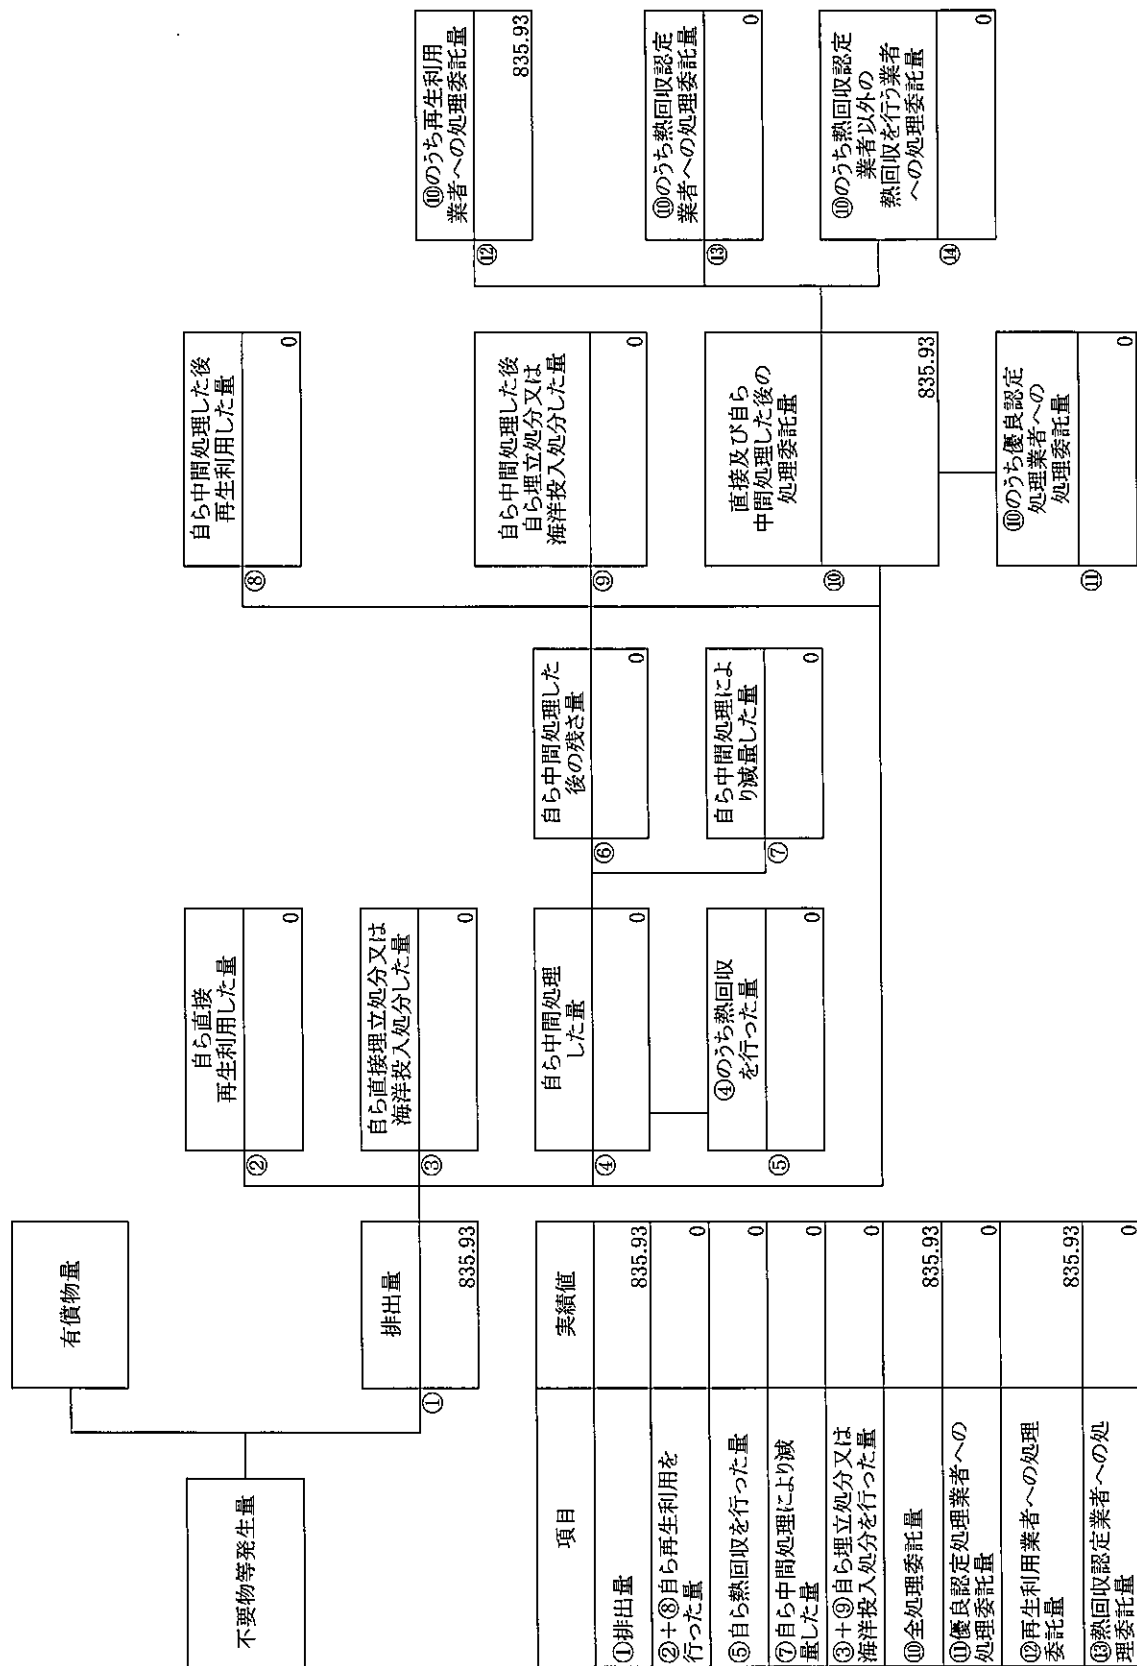 不要物等発生量
有償物量
排出量
①
835.93
自ら直接
再生利用した量
②
0
自ら直接埋立処分又は
海洋投入処分した量
③
0
自ら中間処理
した量
④
0
④のうち熱回収
を行った量
⑤
0
自ら中間処理した
後の残さ量
⑥
0
自ら中間処理によ
り減量した量
⑦
0
自ら中間処理した後
再生利用した量
⑧
0
自ら中間処理した後
自ら埋立処分又は
海洋投入処分した量
⑨
0
直接及び自ら
中間処理した後の
処理委託量
⑩
835.93
⑩のうち優良認定
処理業者への
処理委託量
⑪
0
⑩のうち再生利用
業者への処理委託量
⑫
835.93
⑩のうち熱回収認定
業者への処理委託量
⑬
0
⑩のうち熱回収認定
業者以外の
熱回収を行う業者
への処理委託量
⑭
0
項目 実績値
①排出量 835.93
②+⑧自ら再生利用を
行った量 0
⑤自ら熱回収を行った量 0
⑦自ら中間処理により減
量した量 0
③+⑨自ら埋立処分又は
海洋投入処分を行った量 0
⑩全処理委託量 835.93
⑪優良認定処理業者への
処理委託量 0
⑫再生利用業者への処理
委託量 835.93
⑬熱回収認定業者への処
理委託量 0